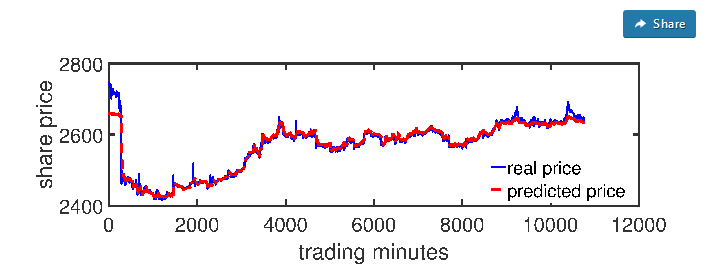 Share
2800
2600
2400
share price
0 2000 4000 6000 8000 10000 12000
trading minutes
real price
predicted price